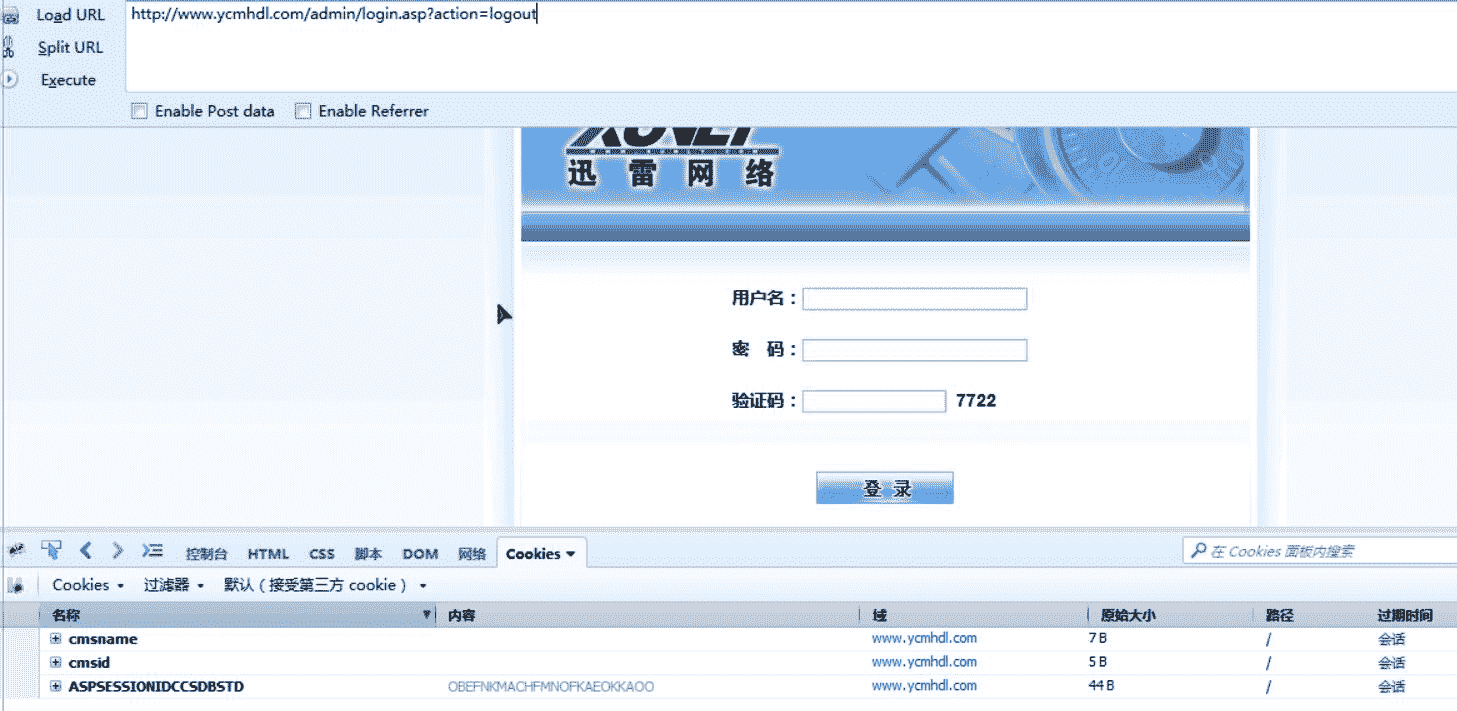 Load URL
http://www.ycmhdl.com/admin/login.asp?action=logout
Split URL
Execute
Enable Post data
Enable Referrer
迅雷网络
用户名：
密 码：
验证码：
7722
登 录
控制台 HTML CSS 脚本 DOM 网络 Cookies
在 Cookies 面板内搜索
Cookies 过滤器 默认（接受第三方 cookie）
名称 内容 域 原始大小 路径 过期时间
cmsname www.ycmhdl.com 7 B / 会话
cmsid www.ycmhdl.com 5 B / 会话
ASPSESSIONIDCCSDBSTD OBEFNKMACHFMNOFKAEOKKAOO www.ycmhdl.com 44 B / 会话